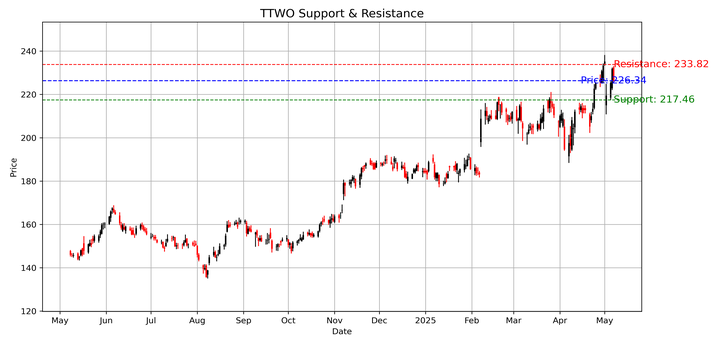 TTWO Support & Resistance
240
220
200
180
160
140
120
Price
Resistance: 233.82
Price: 226.34
Support: 217.46
May
Jun
Jul
Aug
Sep
Oct
Nov
Dec
2025
Feb
Mar
Apr
May
Date